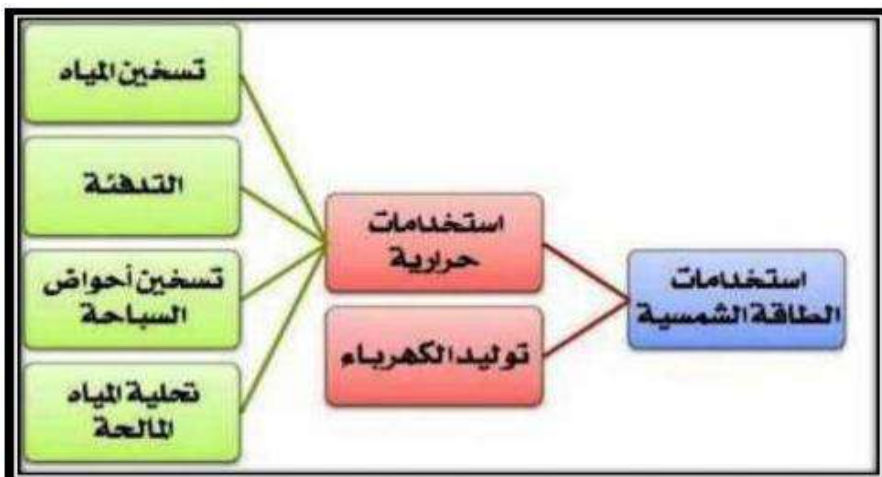 استخدامات
الطاقة الشمسية
استخدامات
حرارية
توليد الكهرباء
تسخين المياه
التدفئة
تسخين أحواض
السباحة
تحلية المياه
المالحة